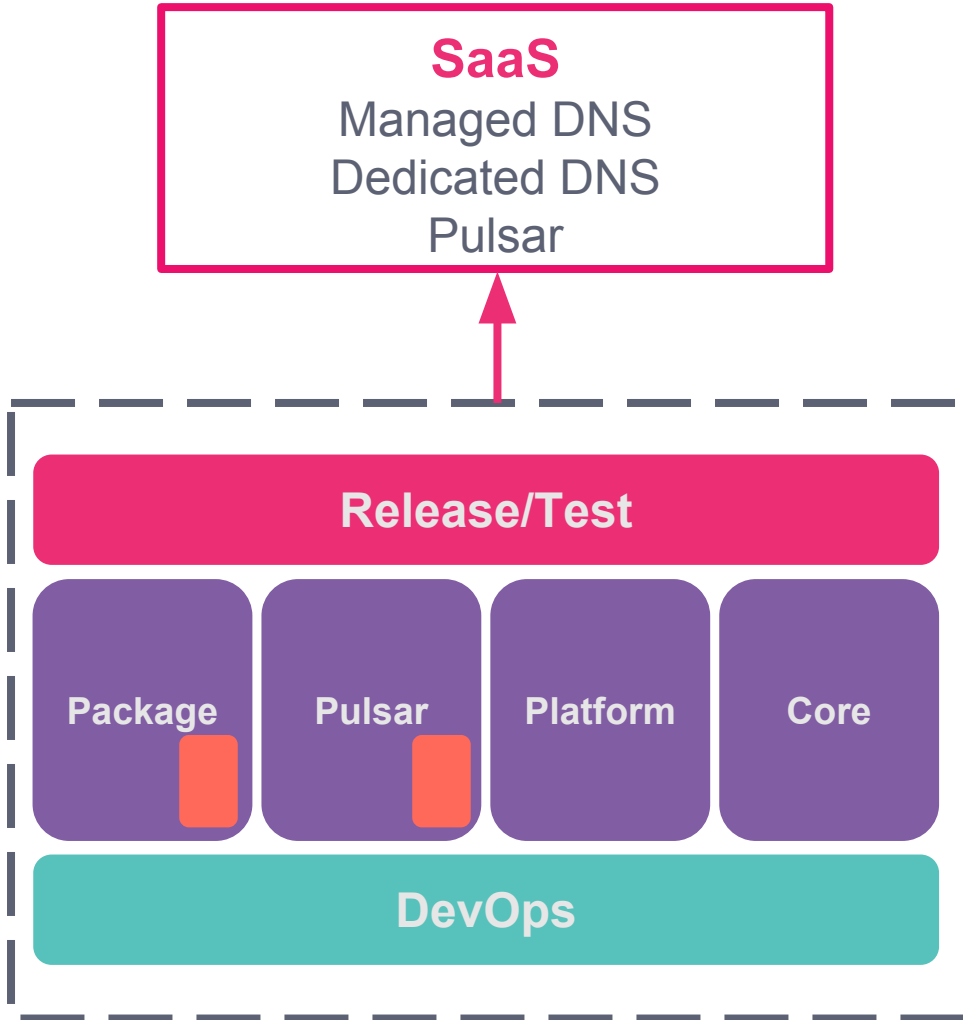 SaaS
Managed DNS
Dedicated DNS
Pulsar
Release/Test
Package
Pulsar
Platform
Core
DevOps